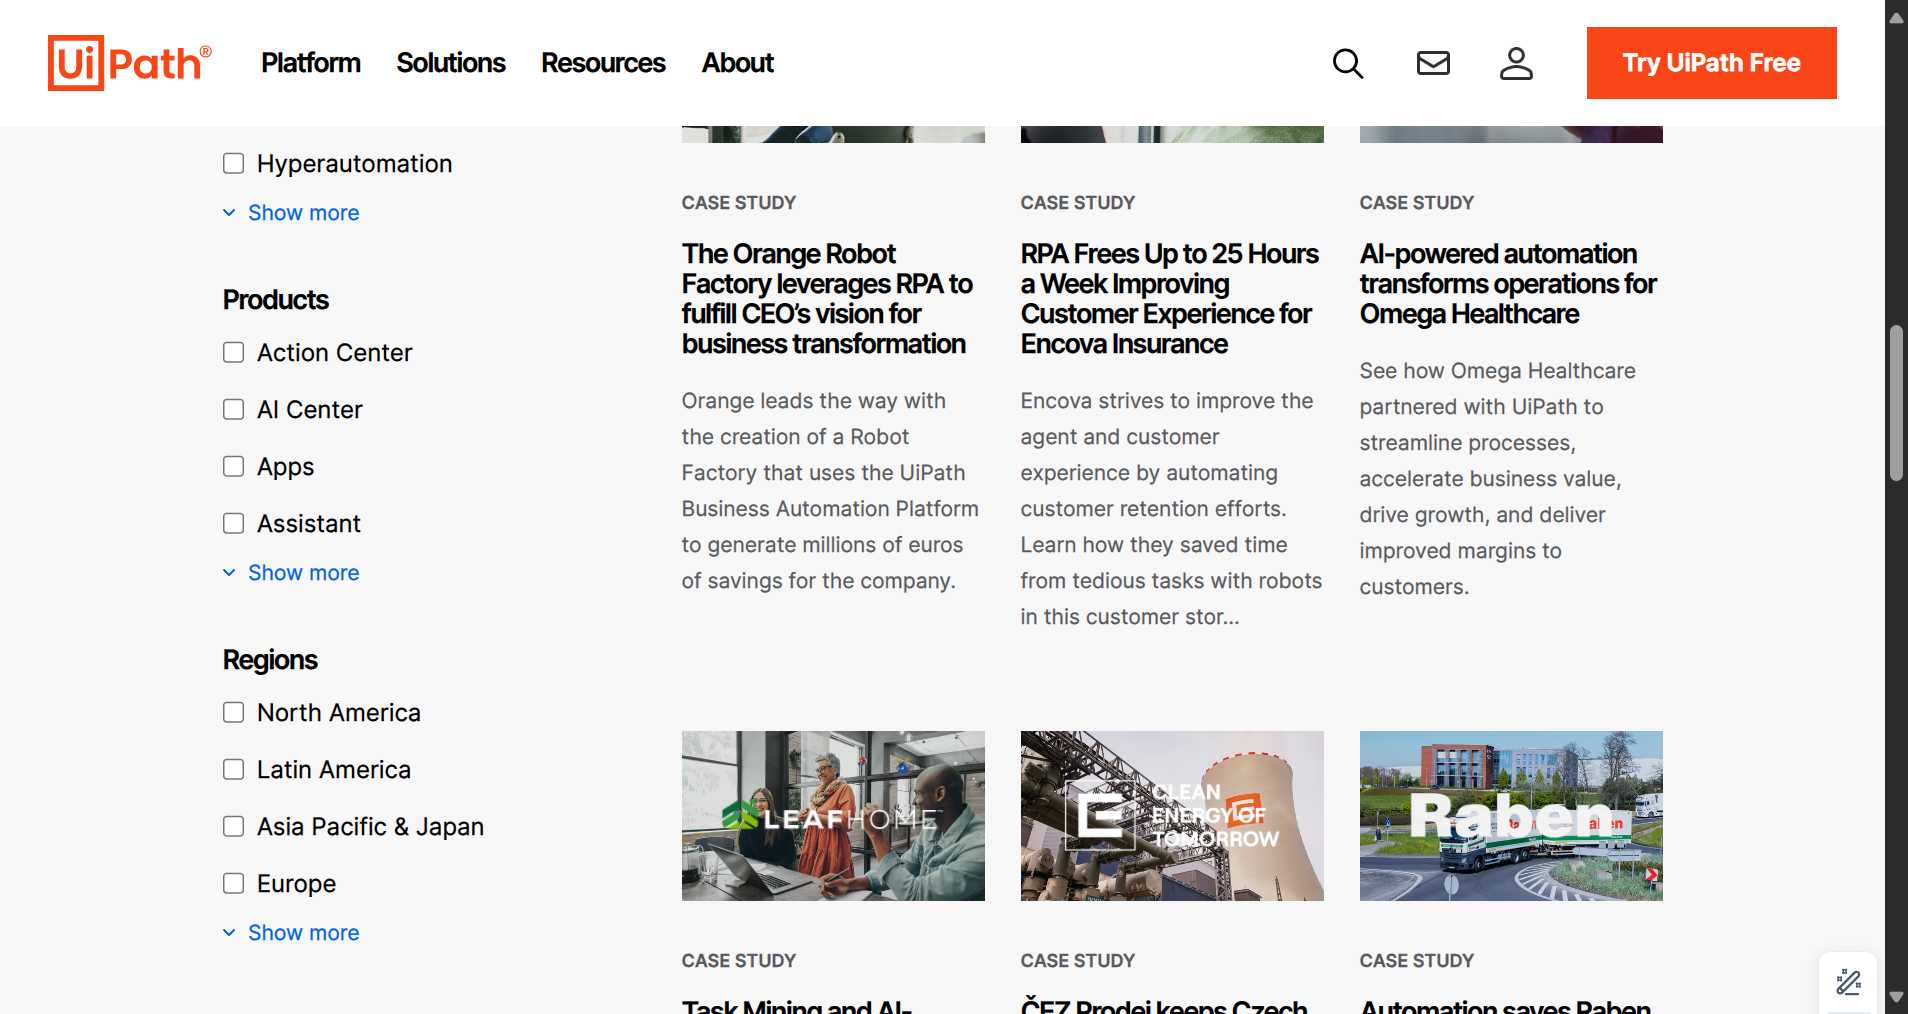 UiPath®
Platform
Solutions
Resources
About
Try UiPath Free
Hyperautomation
Show more
Products
Action Center
AI Center
Apps
Assistant
Show more
Regions
North America
Latin America
Asia Pacific & Japan
Europe
Show more
CASE STUDY
The Orange Robot
Factory leverages RPA to
fulfill CEO’s vision for
business transformation
Orange leads the way with
the creation of a Robot
Factory that uses the UiPath
Business Automation Platform
to generate millions of euros
of savings for the company.
CASE STUDY
RPA Frees Up to 25 Hours
a Week Improving
Customer Experience for
Encova Insurance
Encova strives to improve the
agent and customer
experience by automating
customer retention efforts.
Learn how they saved time
from tedious tasks with robots
in this customer stor...
CASE STUDY
AI-powered automation
transforms operations for
Omega Healthcare
See how Omega Healthcare
partnered with UiPath to
streamline processes,
accelerate business value,
drive growth, and deliver
improved margins to
customers.
LEAFHOME
CASE STUDY
Task Mining and AI-
CLEAN
ENERGY OF
TOMORROW
CASE STUDY
ČEZ Prodej keeps Czech
Raben
CASE STUDY
Automation saves Raben